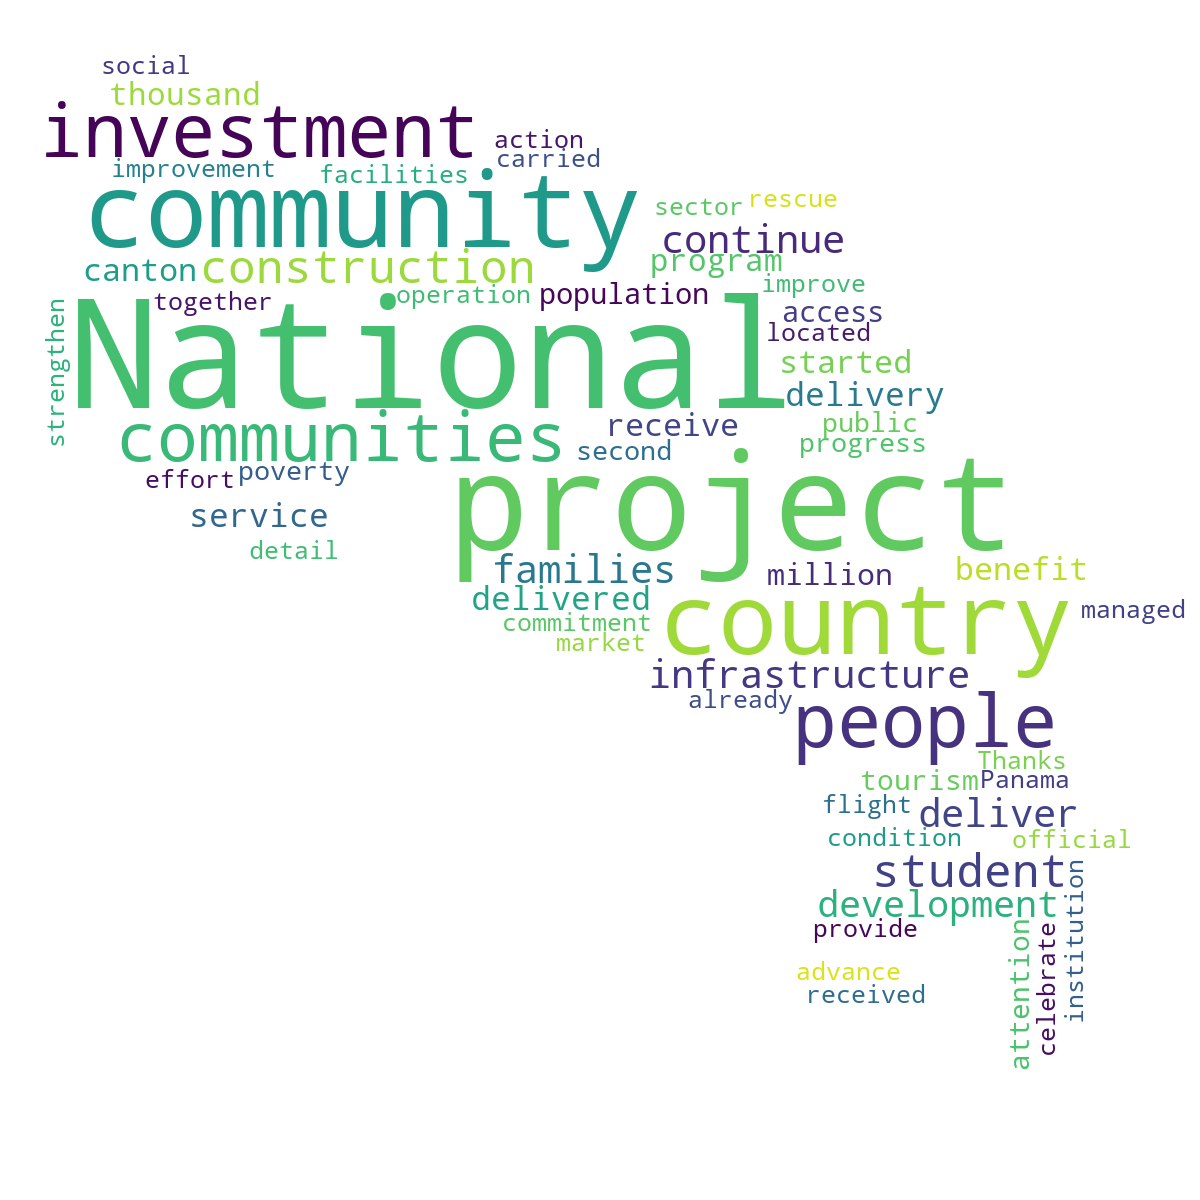 social
thousand
investment
action
carried
improvement
facilities
community
sector
rescue
continue
canton
construction
program
together
operation
population
improve
access
located
strengthen
National
started
delivery
communities
receive
public
second
progress
effort
poverty
project
service
detail
families
million
benefit
delivered
country
managed
commitment
market
infrastructure
already
people
Thanks
tourism
Panama
flight
deliver
condition
official
student
development
institution
provide
attention
celebrate
advance
received